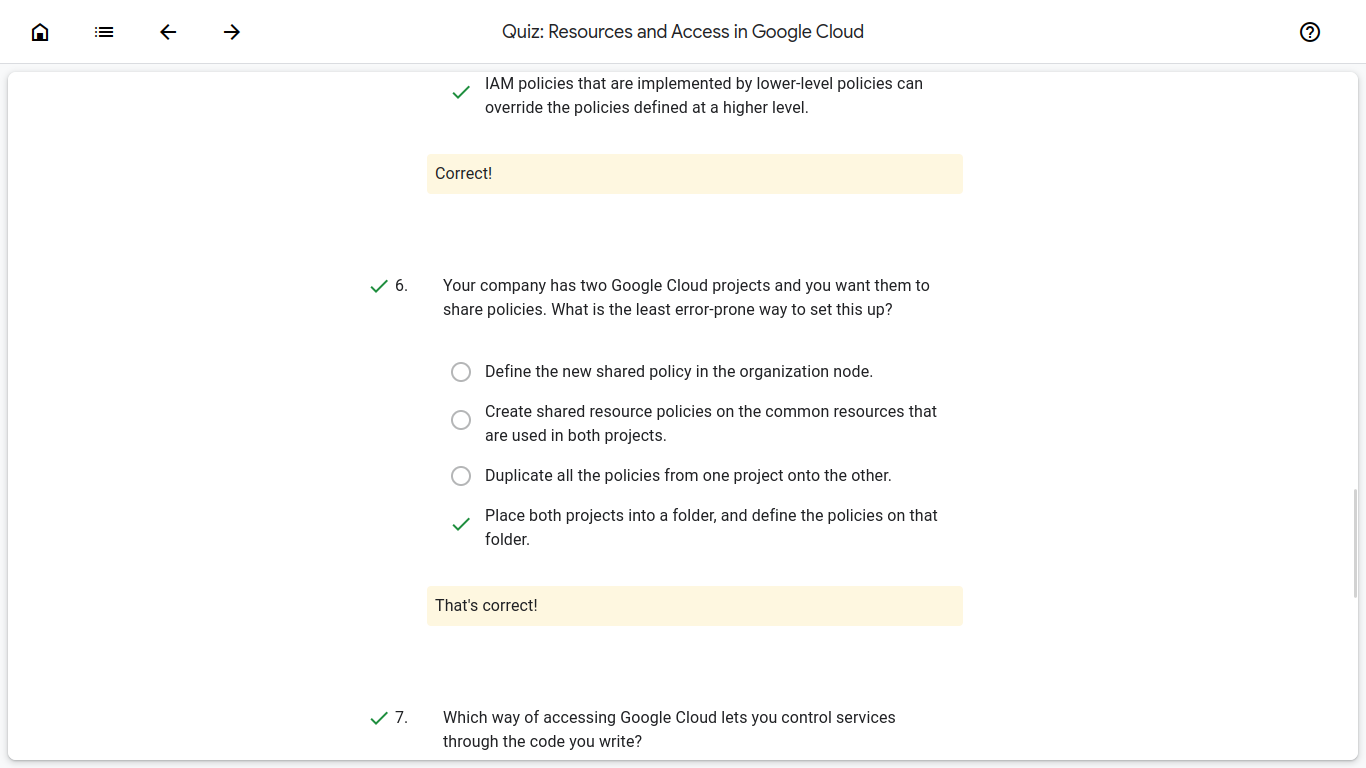 Quiz: Resources and Access in Google Cloud
IAM policies that are implemented by lower-level policies can
override the policies defined at a higher level.
Correct!
6.
Your company has two Google Cloud projects and you want them to
share policies. What is the least error-prone way to set this up?
Define the new shared policy in the organization node.
Create shared resource policies on the common resources that
are used in both projects.
Duplicate all the policies from one project onto the other.
Place both projects into a folder, and define the policies on that
folder.
That's correct!
7.
Which way of accessing Google Cloud lets you control services
through the code you write?